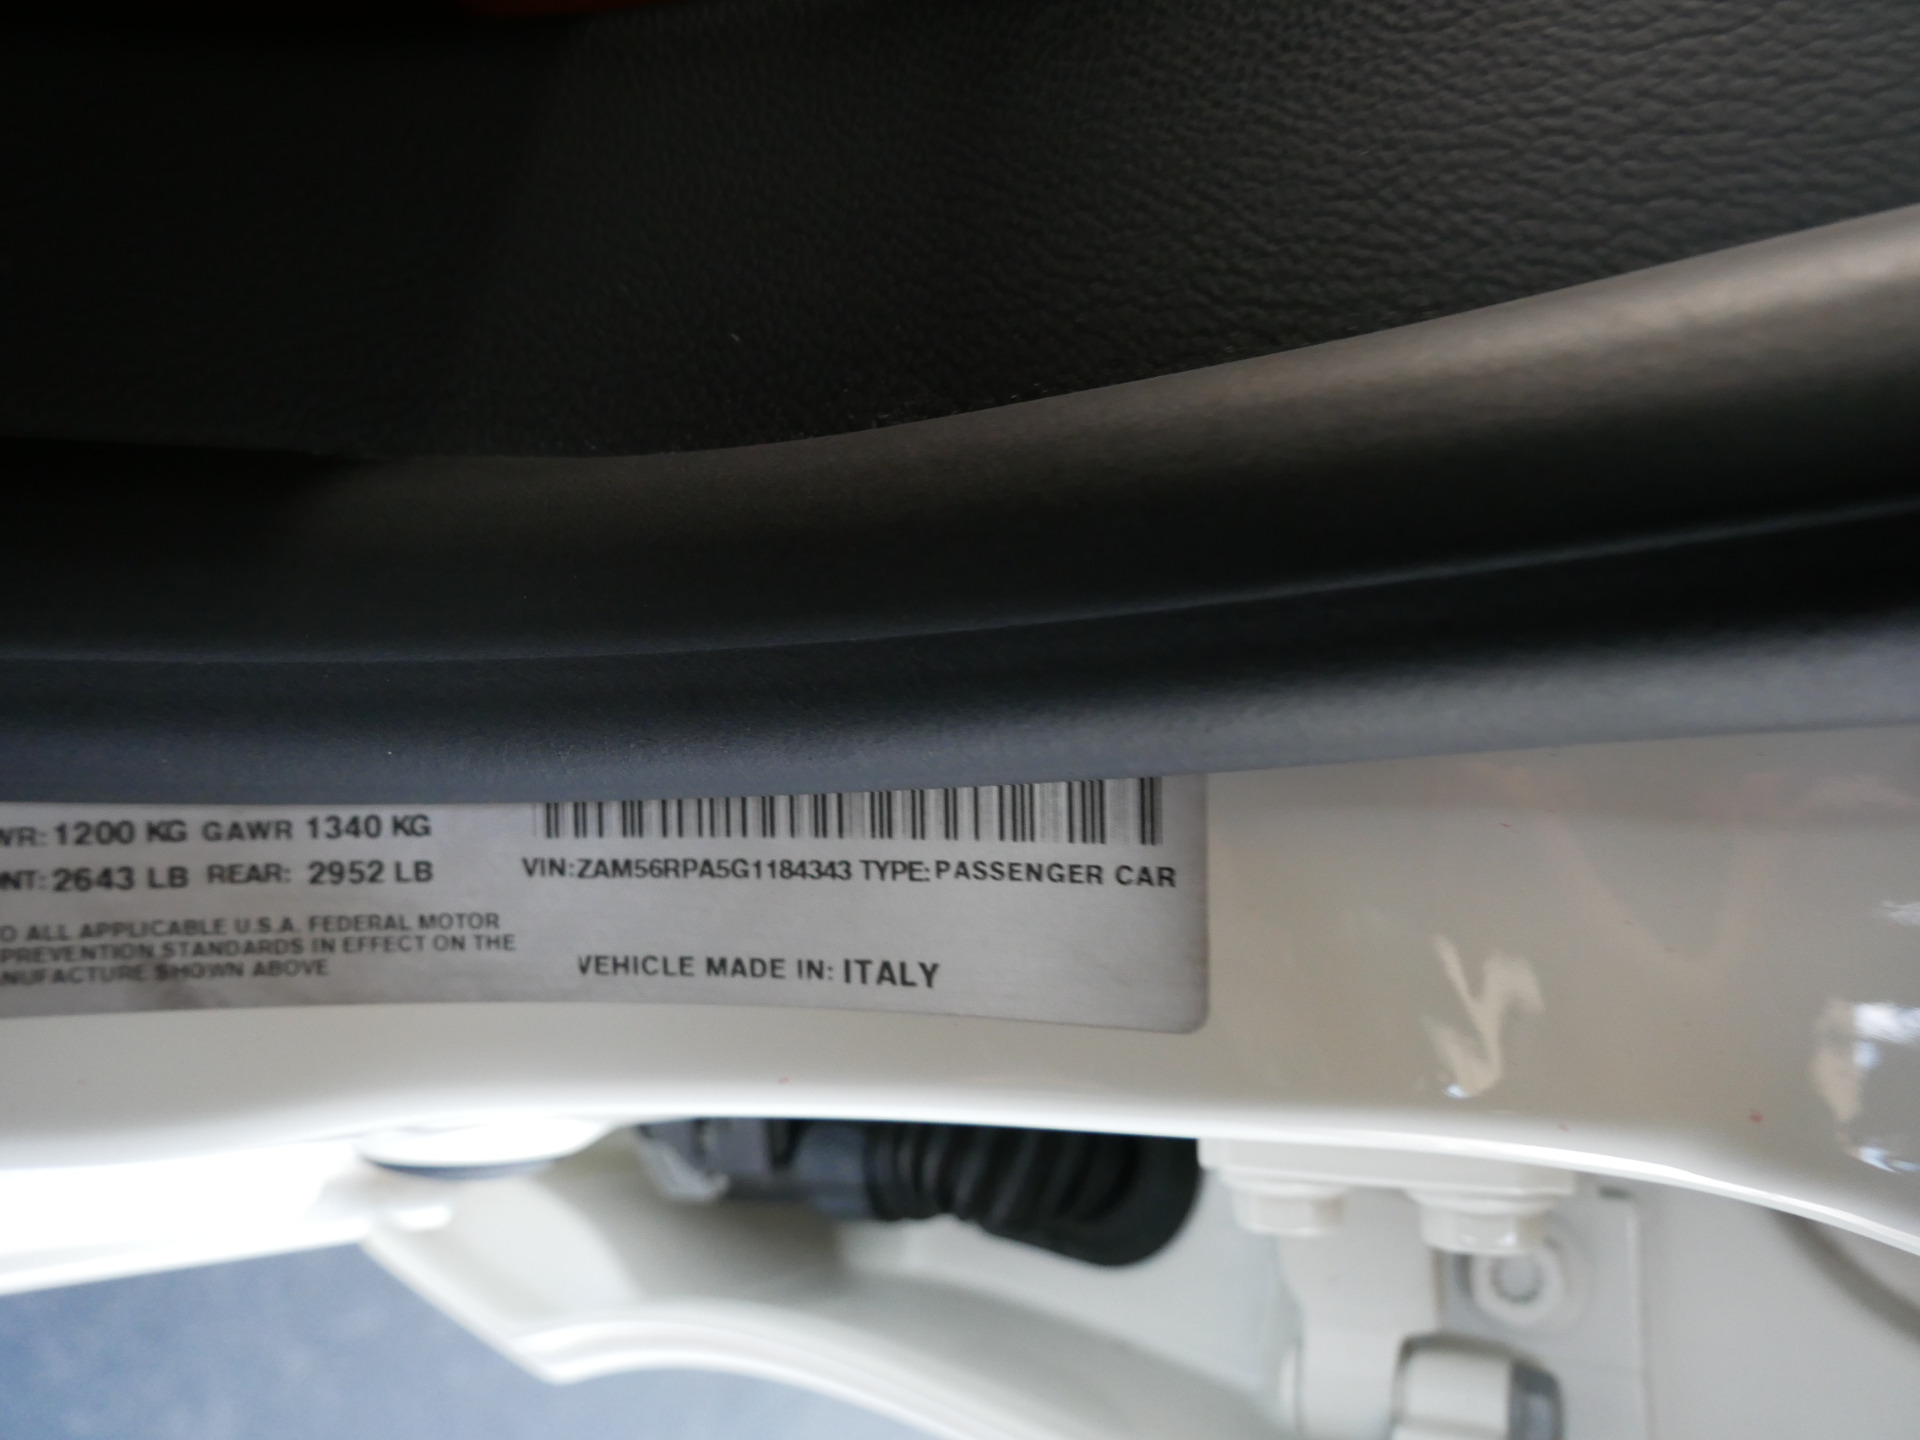 WR: 1200 KG GAWR 1340 KG
NT: 2643 LB REAR: 2952 LB
O ALL APPLICABLE U.S.A. FEDERAL MOTOR
PREVENTION STANDARDS IN EFFECT ON THE
NUFACTURE SHOWN ABOVE
VIN:ZAM56RPA5G1184343 TYPE:PASSENGER CAR
VEHICLE MADE IN: ITALY